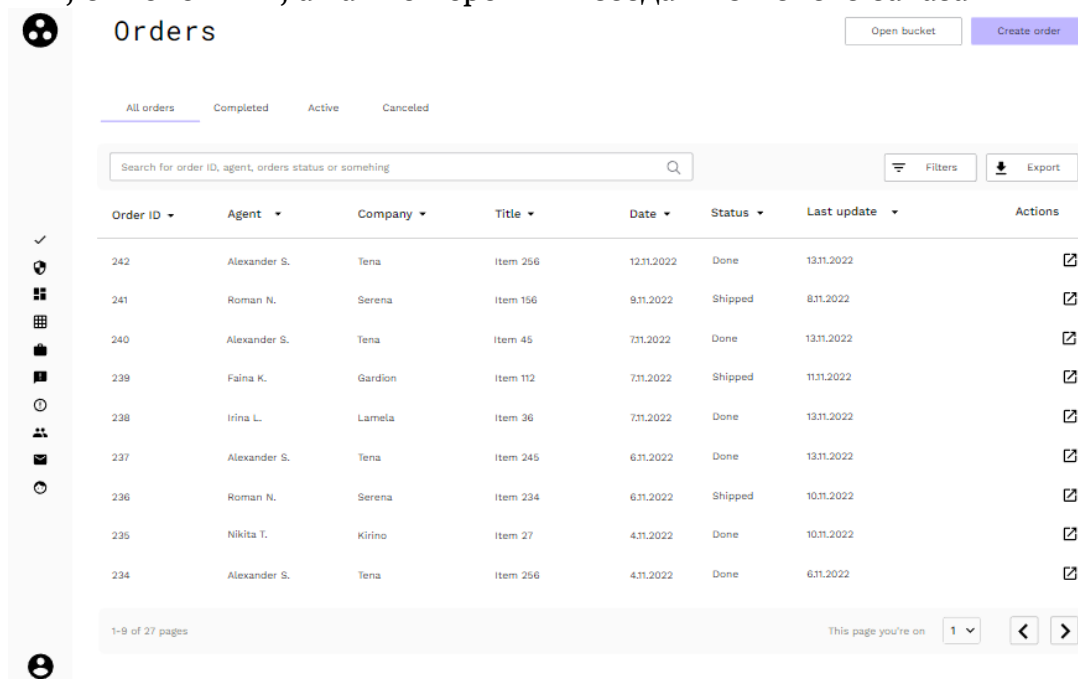 Orders
Open bucket
Create order
All orders Completed Active Canceled
Search for order ID, agent, orders status or somehing
Filters
Export
Order ID Agent Company Title Date Status Last update Actions
242 Alexander S. Tena Item 256 12.11.2022 Done 13.11.2022
241 Roman N. Serena Item 156 9.11.2022 Shipped 8.11.2022
240 Alexander S. Tena Item 45 7.11.2022 Done 13.11.2022
239 Faina K. Gardion Item 112 7.11.2022 Shipped 11.11.2022
238 Irina L. Lamela Item 36 7.11.2022 Done 13.11.2022
237 Alexander S. Tena Item 245 6.11.2022 Done 13.11.2022
236 Roman N. Serena Item 234 6.11.2022 Shipped 10.11.2022
235 Nikita T. Kirino Item 27 4.11.2022 Done 10.11.2022
234 Alexander S. Tena Item 256 4.11.2022 Done 6.11.2022
1-9 of 27 pages
This page you're on 1